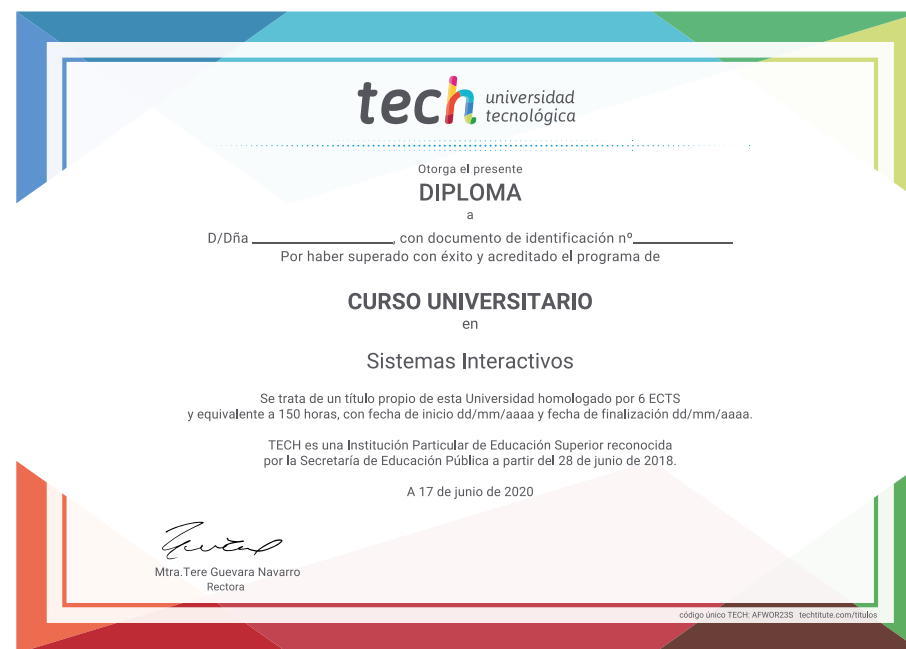 tech universidad
tecnológica
Otorga el presente
DIPLOMA
a
D/Dña ____________________, con documento de identificación nº______________
Por haber superado con éxito y acreditado el programa de
CURSO UNIVERSITARIO
en
Sistemas Interactivos
Se trata de un título propio de esta Universidad homologado por 6 ECTS
y equivalente a 150 horas, con fecha de inicio dd/mm/aaaa y fecha de finalización dd/mm/aaaa.
TECH es una Institución Particular de Educación Superior reconocida
por la Secretaría de Educación Pública a partir del 28 de junio de 2018.
A 17 de junio de 2020
Mtra.Tere Guevara Navarro
Rectora
código único TECH: AFWOR23S techtitute.com/titulos